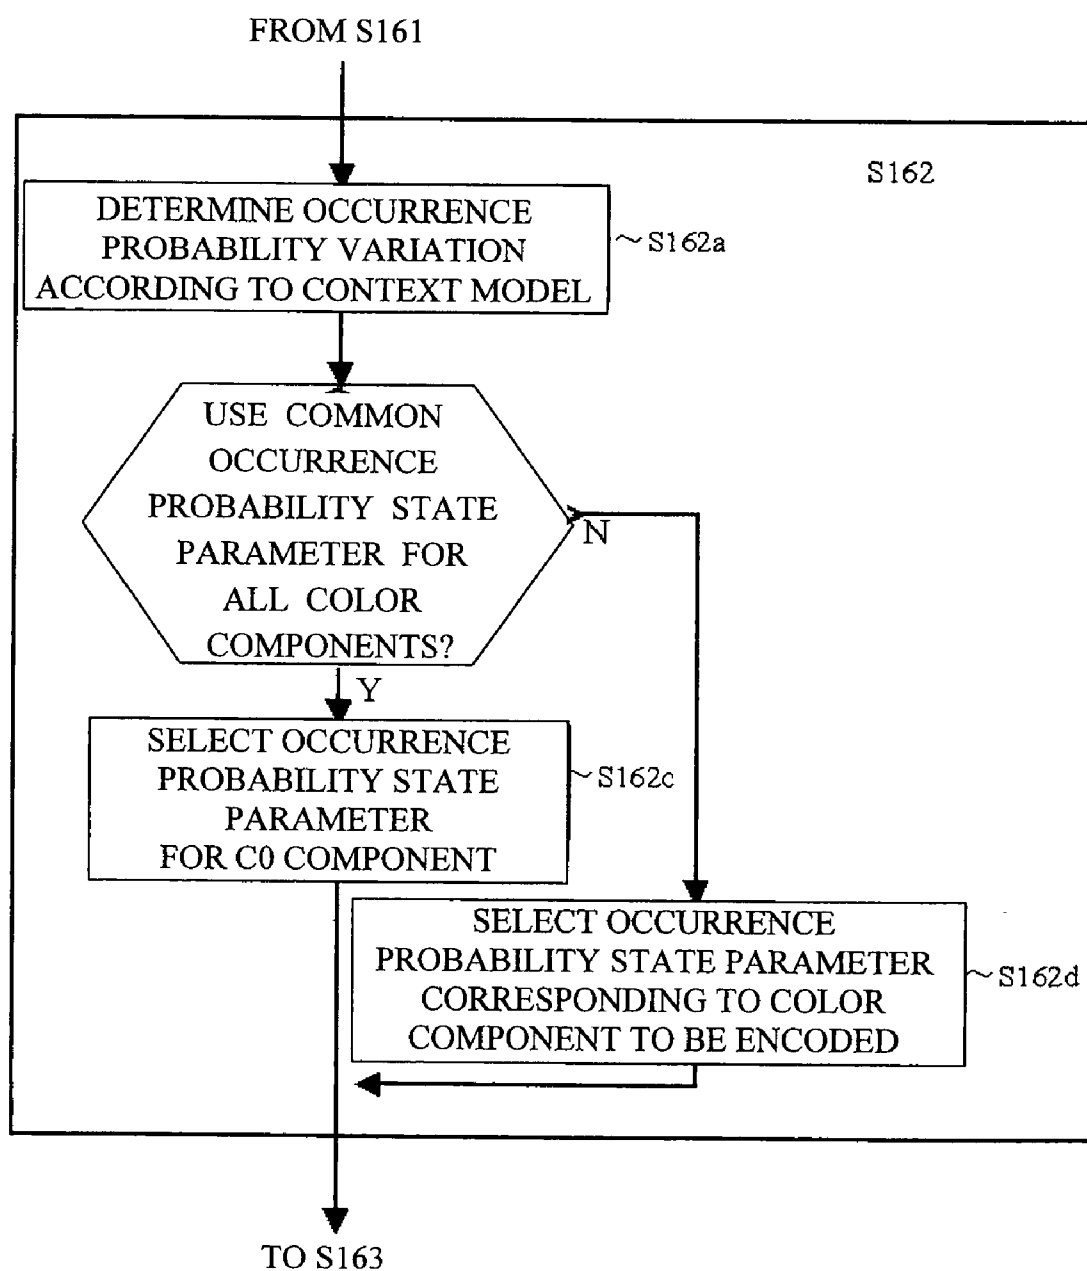 FROM S161
S162
DETERMINE OCCURRENCE
PROBABILITY VARIATION
ACCORDING TO CONTEXT MODEL
S162a
USE COMMON
OCCURRENCE
PROBABILITY STATE
PARAMETER FOR
ALL COLOR
COMPONENTS?
N
Y
SELECT OCCURRENCE
PROBABILITY STATE
PARAMETER
FOR C0 COMPONENT
S162c
SELECT OCCURRENCE
PROBABILITY STATE PARAMETER
CORRESPONDING TO COLOR
COMPONENT TO BE ENCODED
S162d
TO S163